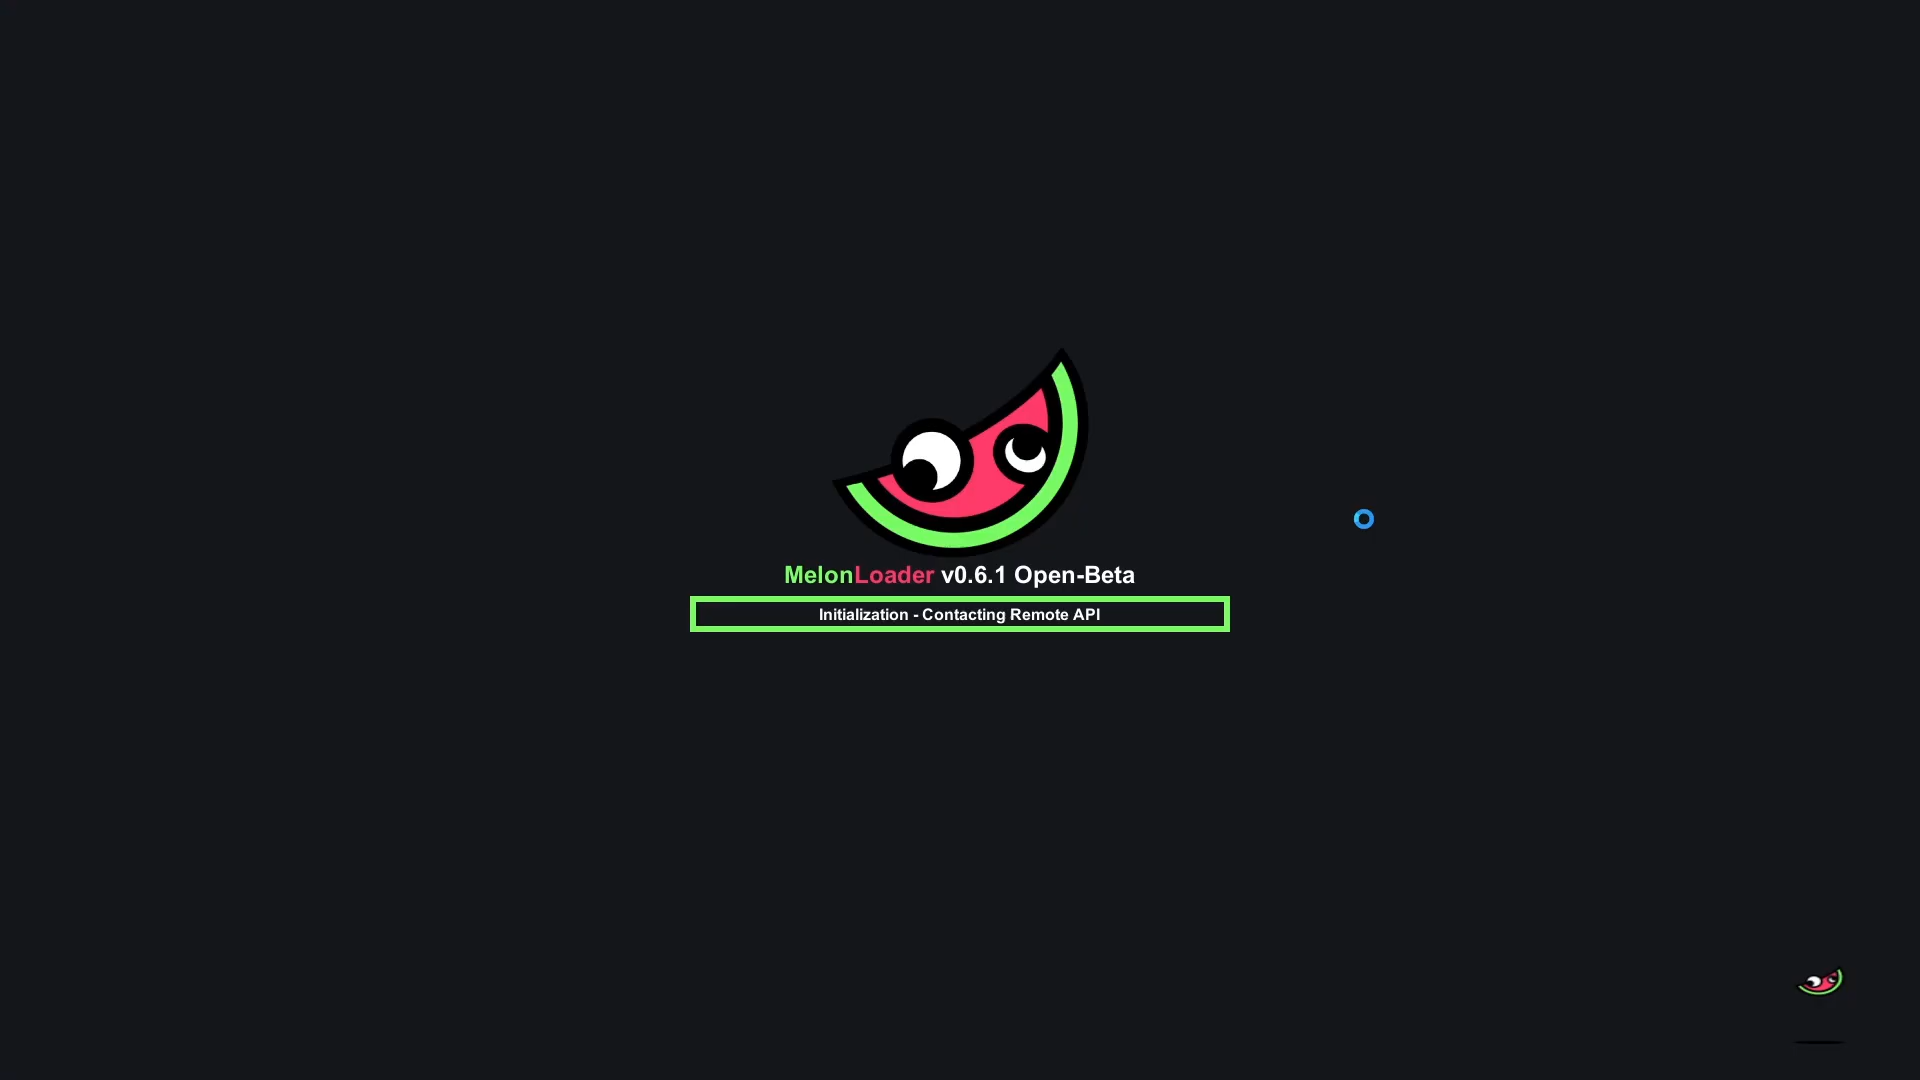 MelonLoader v0.6.1 Open-Beta
Initialization - Contacting Remote API